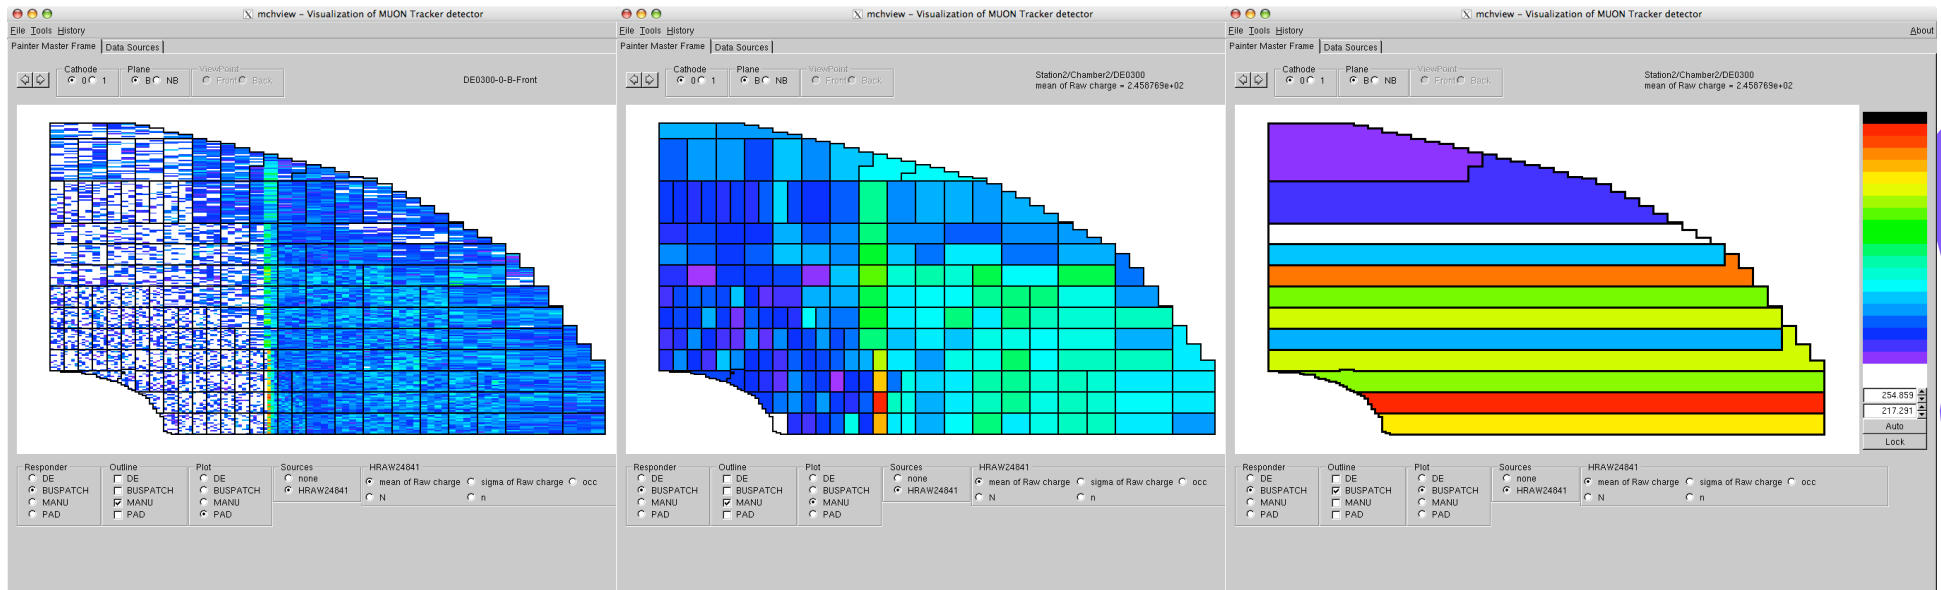 mchview - Visualization of MUON Tracker detector
File Tools History
Painter Master Frame Data Sources
Cathode Plane ViewPoint
0 1 B NB Front Back
DE0300-0-B-Front
Responder Outline Plot Sources HRAW24841
DE DE DE none mean of Raw charge sigma of Raw charge occ
BUSPATCH BUSPATCH BUSPATCH HRAW24841 N n
MANU MANU MANU
PAD PAD PAD
mchview - Visualization of MUON Tracker detector
File Tools History
Painter Master Frame Data Sources
Cathode Plane ViewPoint
0 1 B NB Front Back
Station2/Chamber2/DE0300
mean of Raw charge = 2.458769e+02
Responder Outline Plot Sources HRAW24841
DE DE DE none mean of Raw charge sigma of Raw charge occ
BUSPATCH BUSPATCH BUSPATCH HRAW24841 N n
MANU MANU MANU
PAD PAD PAD
mchview - Visualization of MUON Tracker detector
File Tools History About
Painter Master Frame Data Sources
Cathode Plane ViewPoint
0 1 B NB Front Back
Station2/Chamber2/DE0300
mean of Raw charge = 2.458769e+02
254.859
217.291
Auto
Lock
Responder Outline Plot Sources HRAW24841
DE DE DE none mean of Raw charge sigma of Raw charge occ
BUSPATCH BUSPATCH BUSPATCH HRAW24841 N n
MANU MANU MANU
PAD PAD PAD